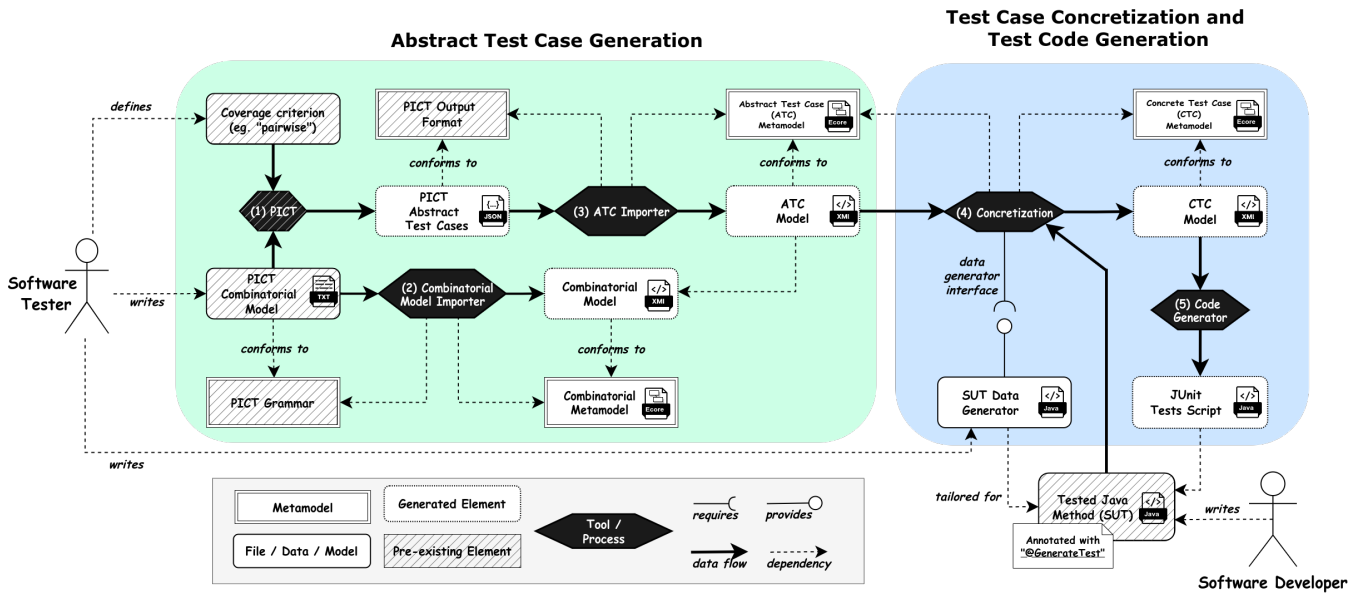 Abstract Test Case Generation
Test Case Concretization and
Test Code Generation
defines
Coverage criterion
(eg. "pairwise")
PICT Output
Format
Abstract Test Case
(ATC)
Metamodel
Ecore
Concrete Test Case
(CTC)
Metamodel
Ecore
conforms to
conforms to
conforms to
(1) PICT
PICT
Abstract
Test Cases
{...}
JSON
(3) ATC Importer
ATC
Model
</>
XMI
(4) Concretization
CTC
Model
</>
XMI
Software
Tester
writes
PICT
Combinatorial
Model
TXT
(2) Combinatorial
Model Importer
Combinatorial
Model
</>
XMI
data
generator
interface
(5) Code
Generator
conforms to
conforms to
PICT Grammar
Combinatorial
Metamodel
Ecore
SUT Data
Generator
</>
Java
JUnit
Tests Script
</>
Java
writes
tailored for
Tested Java
Method (SUT)
</>
Java
Annotated with
"@GenerateTest"
writes
Software Developer
Metamodel
Generated Element
File / Data / Model
Pre-existing Element
Tool /
Process
requires
provides
data flow
dependency